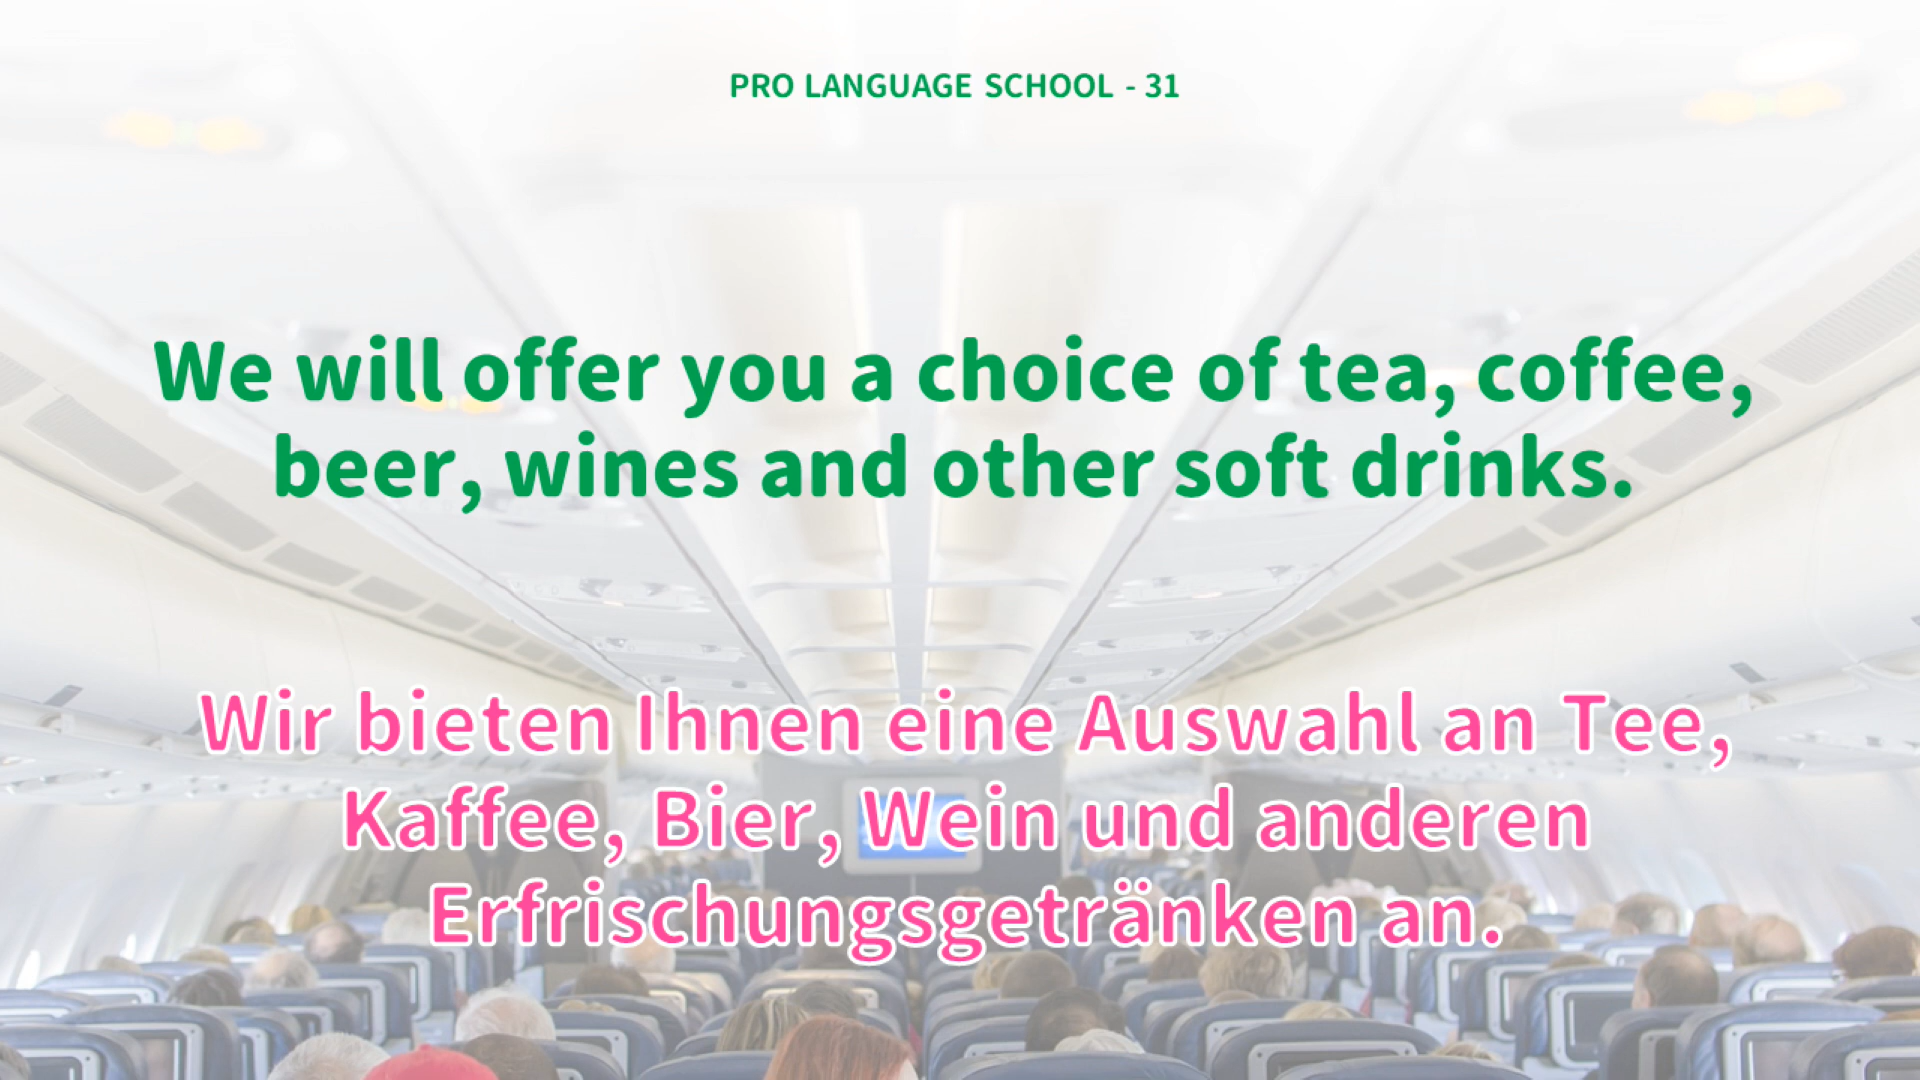 PRO LANGUAGE SCHOOL - 31
We will offer you a choice of tea, coffee,
beer, wines and other soft drinks.
Wir bieten Ihnen eine Auswahl an Tee,
Kaffee, Bier, Wein und anderen
Erfrischungsgetränken an.